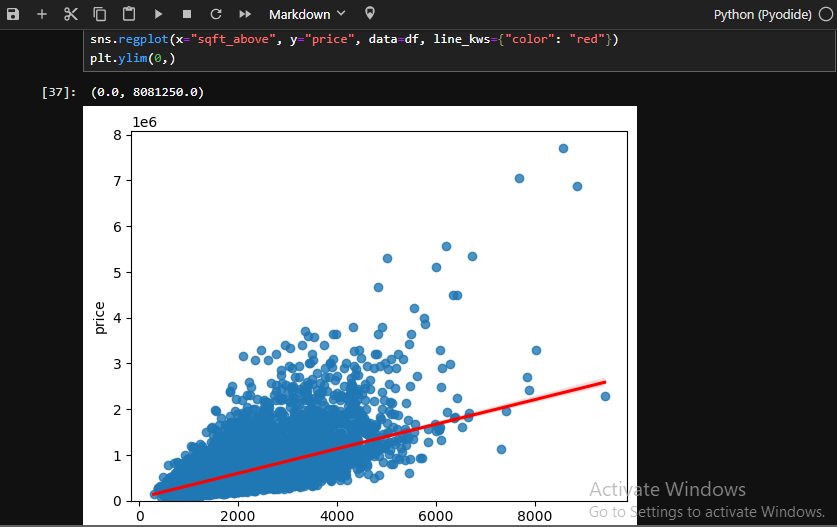 Markdown
Python (Pyodide)
sns.regplot(x="sqft_above", y="price", data=df, line_kws={"color": "red"})
plt.ylim(0,)
[37]: (0.0, 8081250.0)
1e6
8
7
6
5
4
3
2
1
0
price
0 2000 4000 6000 8000
Activate Windows
Go to Settings to activate Windows.